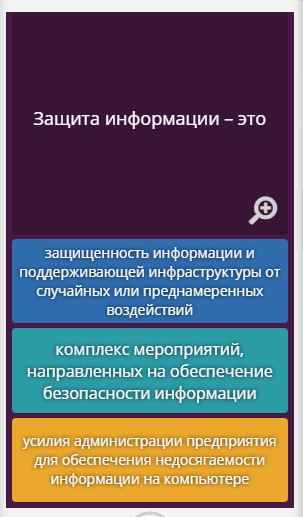 Защита информации – это
защищенность информации и
поддерживающей инфраструктуры от
случайных или преднамеренных
воздействий
комплекс мероприятий,
направленных на обеспечение
безопасности информации
усилия администрации предприятия
для обеспечения недосягаемости
информации на компьютере